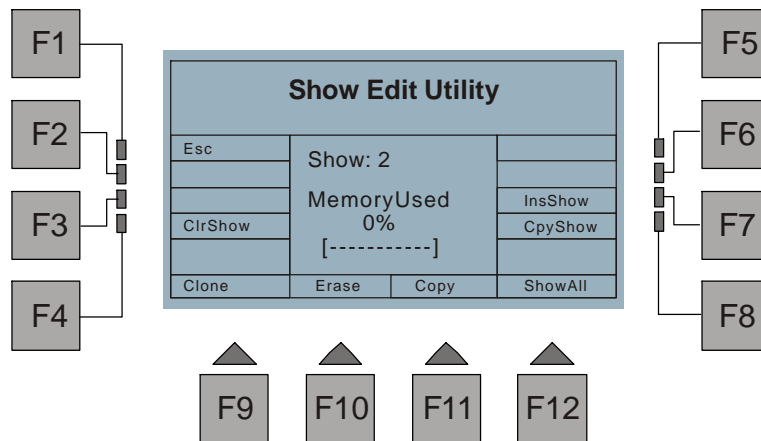 F1
F5
Show Edit Utility
F2
F6
Esc
Show: 2
MemoryUsed
InsShow
F3
F7
ClrShow
0%
CpyShow
[-----------]
Clone
Erase
Copy
ShowAll
F4
F8
F9
F10
F11
F12